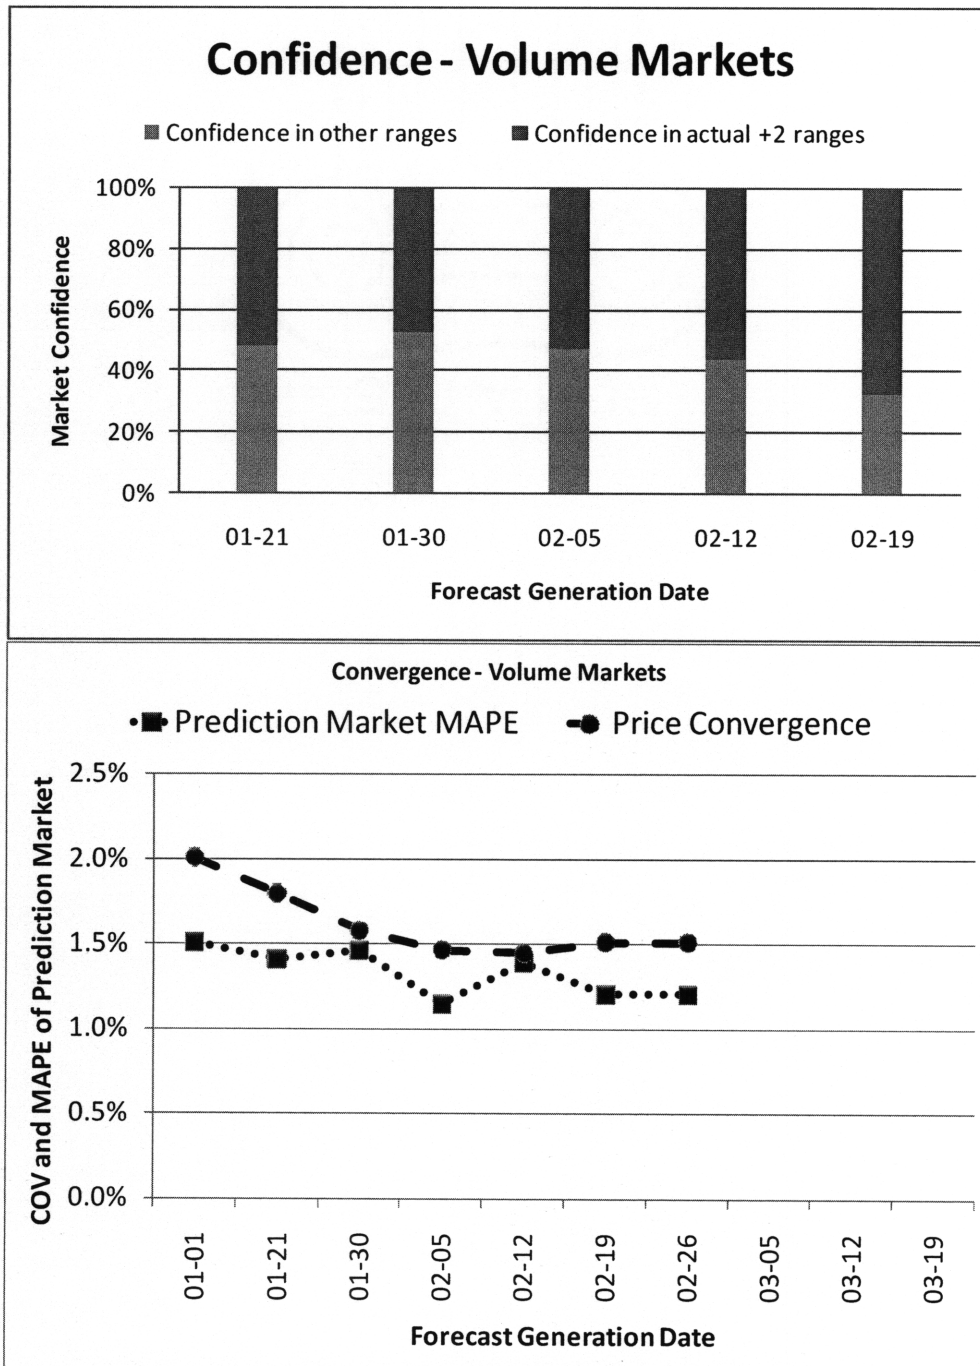 Confidence - Volume Markets
Confidence in other ranges Confidence in actual +2 ranges
100%
80%
60%
40%
20%
0%
Market Confidence
01-21 01-30 02-05 02-12 02-19
Forecast Generation Date
Convergence - Volume Markets
Prediction Market MAPE Price Convergence
2.5%
2.0%
1.5%
1.0%
0.5%
0.0%
COV and MAPE of Prediction Market
01-01 01-21 01-30 02-05 02-12 02-19 02-26 03-05 03-12 03-19
Forecast Generation Date